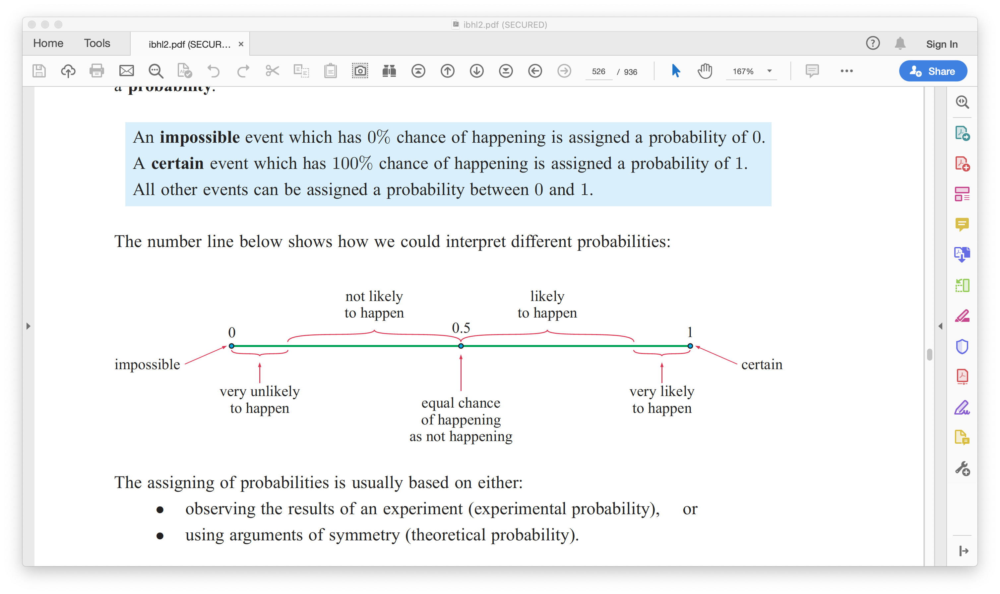 ibhl2.pdf (SECURED)
Home Tools ibhl2.pdf (SECUR... × ? Sign In
526 / 936 167% Share
a probability.
An impossible event which has 0% chance of happening is assigned a probability of 0.
A certain event which has 100% chance of happening is assigned a probability of 1.
All other events can be assigned a probability between 0 and 1.
The number line below shows how we could interpret different probabilities:
not likely
to happen
likely
to happen
0
0.5
1
impossible
certain
very unlikely
to happen
equal chance
of happening
as not happening
very likely
to happen
The assigning of probabilities is usually based on either:
• observing the results of an experiment (experimental probability), or
• using arguments of symmetry (theoretical probability).